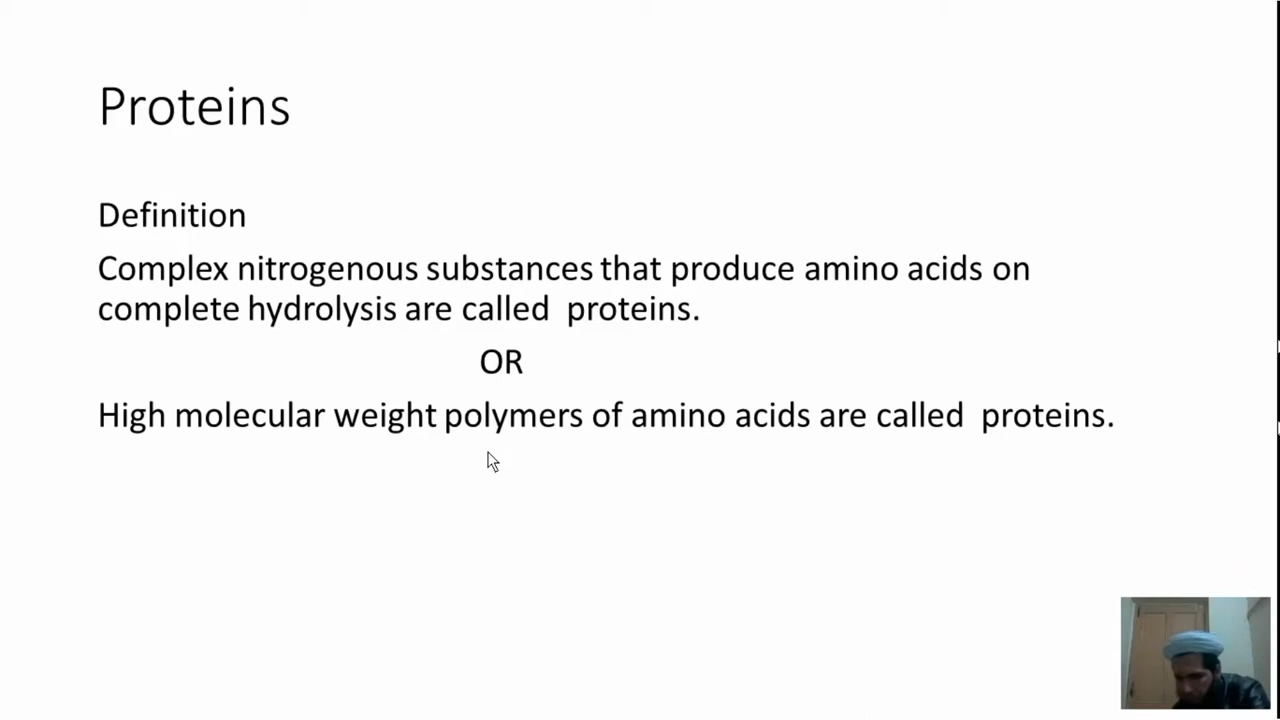 Proteins
Definition
Complex nitrogenous substances that produce amino acids on
complete hydrolysis are called  proteins.
OR
High molecular weight polymers of amino acids are called  proteins.